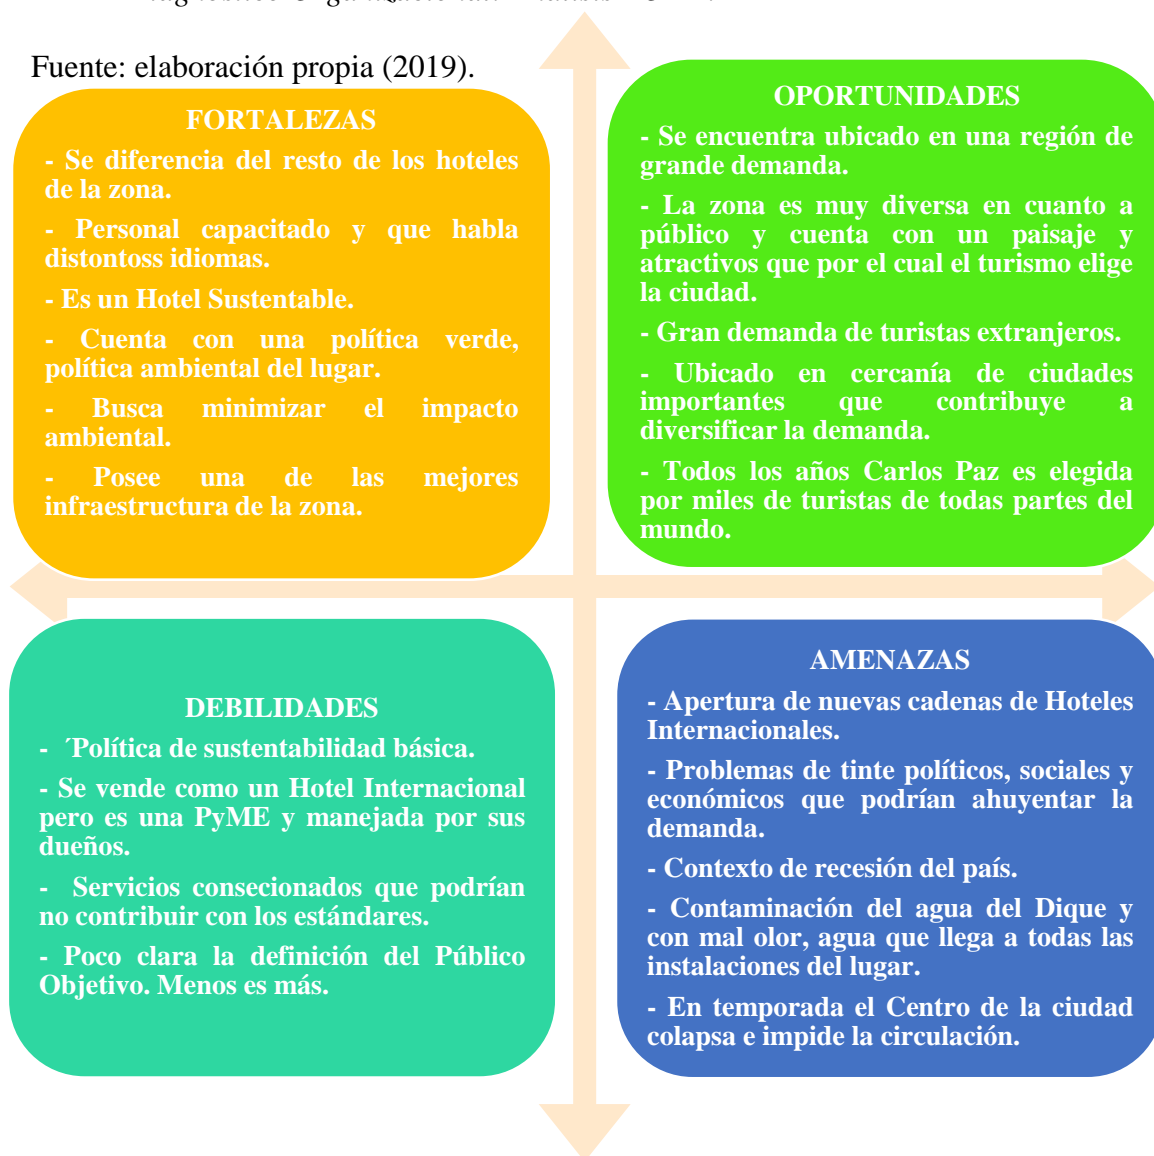 Fuente: elaboración propia (2019).
FORTALEZAS
- Se diferencia del resto de los hoteles
de la zona.
- Personal capacitado y que habla
distontoss idiomas.
- Es un Hotel Sustentable.
- Cuenta con una política verde,
política ambiental del lugar.
- Busca minimizar el impacto
ambiental.
- Posee una de las mejores
infraestructura de la zona.
OPORTUNIDADES
- Se encuentra ubicado en una región de
grande demanda.
- La zona es muy diversa en cuanto a
público y cuenta con un paisaje y
atractivos que por el cual el turismo elige
la ciudad.
- Gran demanda de turistas extranjeros.
- Ubicado en cercanía de ciudades
importantes que contribuye a
diversificar la demanda.
- Todos los años Carlos Paz es elegida
por miles de turistas de todas partes del
mundo.
DEBILIDADES
- ´Política de sustentabilidad básica.
- Se vende como un Hotel Internacional
pero es una PyME y manejada por sus
dueños.
- Servicios consecionados que podrían
no contribuir con los estándares.
- Poco clara la definición del Público
Objetivo. Menos es más.
AMENAZAS
- Apertura de nuevas cadenas de Hoteles
Internacionales.
- Problemas de tinte políticos, sociales y
económicos que podrían ahuyentar la
demanda.
- Contexto de recesión del país.
- Contaminación del agua del Dique y
con mal olor, agua que llega a todas las
instalaciones del lugar.
- En temporada el Centro de la ciudad
colapsa e impide la circulación.